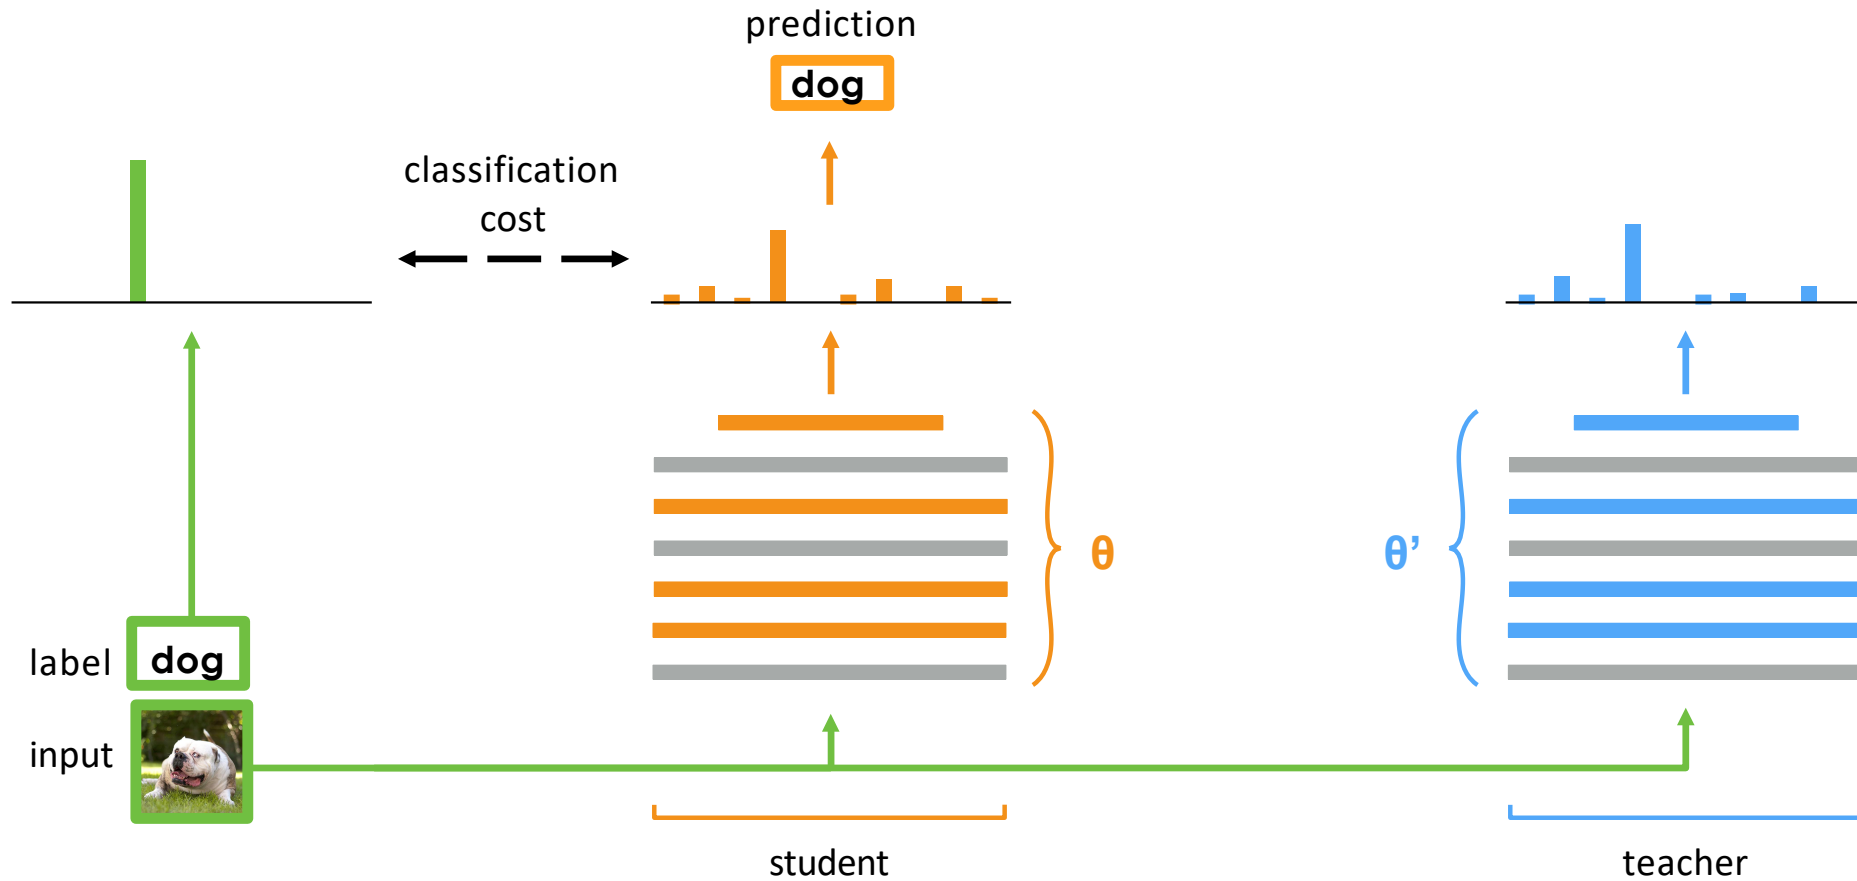 prediction
dog
classification
cost
θ
θ’
label
dog
input
student
teacher